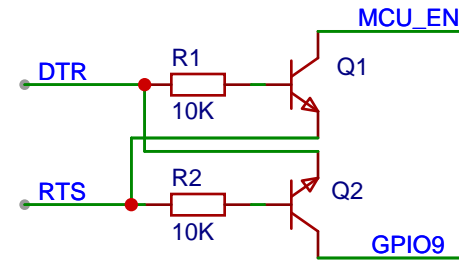 MCU_EN
DTR
R1
10K
Q1
RTS
R2
10K
Q2
GPIO9